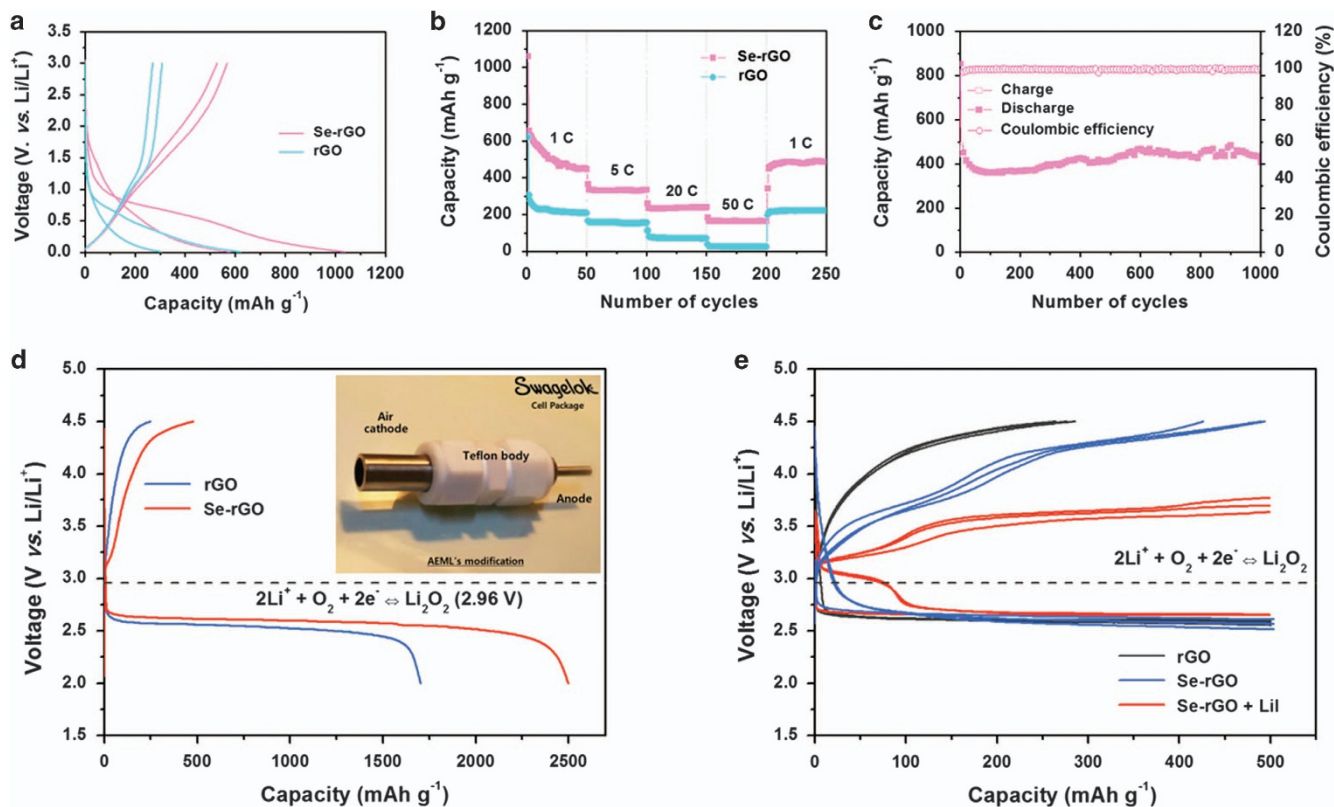 a
3.5
3.0
2.5
2.0
1.5
1.0
0.5
0.0
Voltage (V. vs. Li/Li⁺)
Se-rGO
rGO
0 200 400 600 800 1000 1200
Capacity (mAh g⁻¹)
b
1200
1000
800
600
400
200
0
Capacity (mAh g⁻¹)
Se-rGO
rGO
1 C
5 C
20 C
50 C
1 C
0 50 100 150 200 250
Number of cycles
c
1000
800
600
400
200
0
Capacity (mAh g⁻¹)
Charge
Discharge
Coulombic efficiency
120
100
80
60
40
20
0
Coulombic efficiency (%)
0 200 400 600 800 1000
Number of cycles
d
5.0
4.5
4.0
3.5
3.0
2.5
2.0
1.5
Voltage (V vs. Li/Li⁺)
rGO
Se-rGO
Swagelok
Cell Package
Air
cathode
Teflon body
Anode
AEML's modification
2Li⁺ + O₂ + 2e⁻ ⇔ Li₂O₂ (2.96 V)
0 500 1000 1500 2000 2500
Capacity (mAh g⁻¹)
e
5.0
4.5
4.0
3.5
3.0
2.5
2.0
1.5
Voltage (V vs. Li/Li⁺)
2Li⁺ + O₂ + 2e⁻ ⇔ Li₂O₂
rGO
Se-rGO
Se-rGO + LiI
0 100 200 300 400 500
Capacity (mAh g⁻¹)